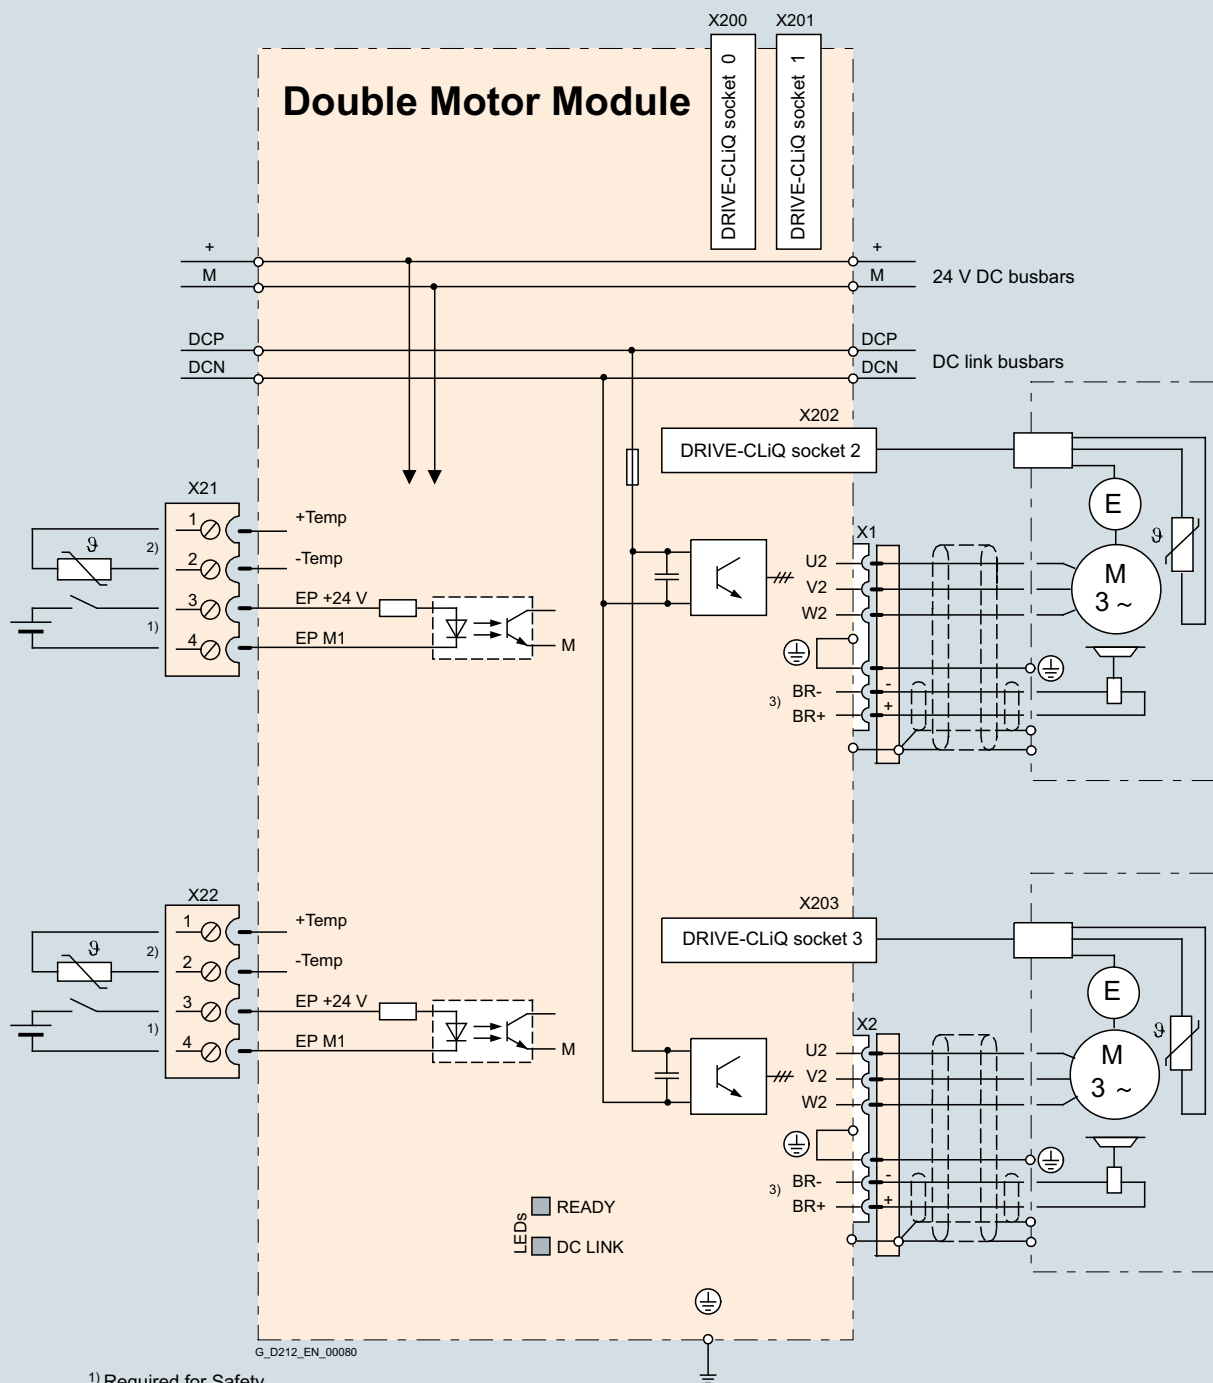 X200 X201
DRIVE-CLiQ socket 0
DRIVE-CLiQ socket 1
Double Motor Module
+ +
M M
24 V DC busbars
DCP DCP
DCN DCN
DC link busbars
X202
DRIVE-CLiQ socket 2
X21
1 +Temp
2) ϑ
2 -Temp
3 EP +24 V
1)
4 EP M1
M
X1
U2
V2
W2
3) BR- -
BR+ +
E
M
3 ~
ϑ
X22
1 +Temp
2) ϑ
2 -Temp
3 EP +24 V
1)
4 EP M1
M
X203
DRIVE-CLiQ socket 3
X2
U2
V2
W2
3) BR- -
BR+ +
E
M
3 ~
ϑ
LEDs
READY
DC LINK
G_D212_EN_00080
1) Required for Safety